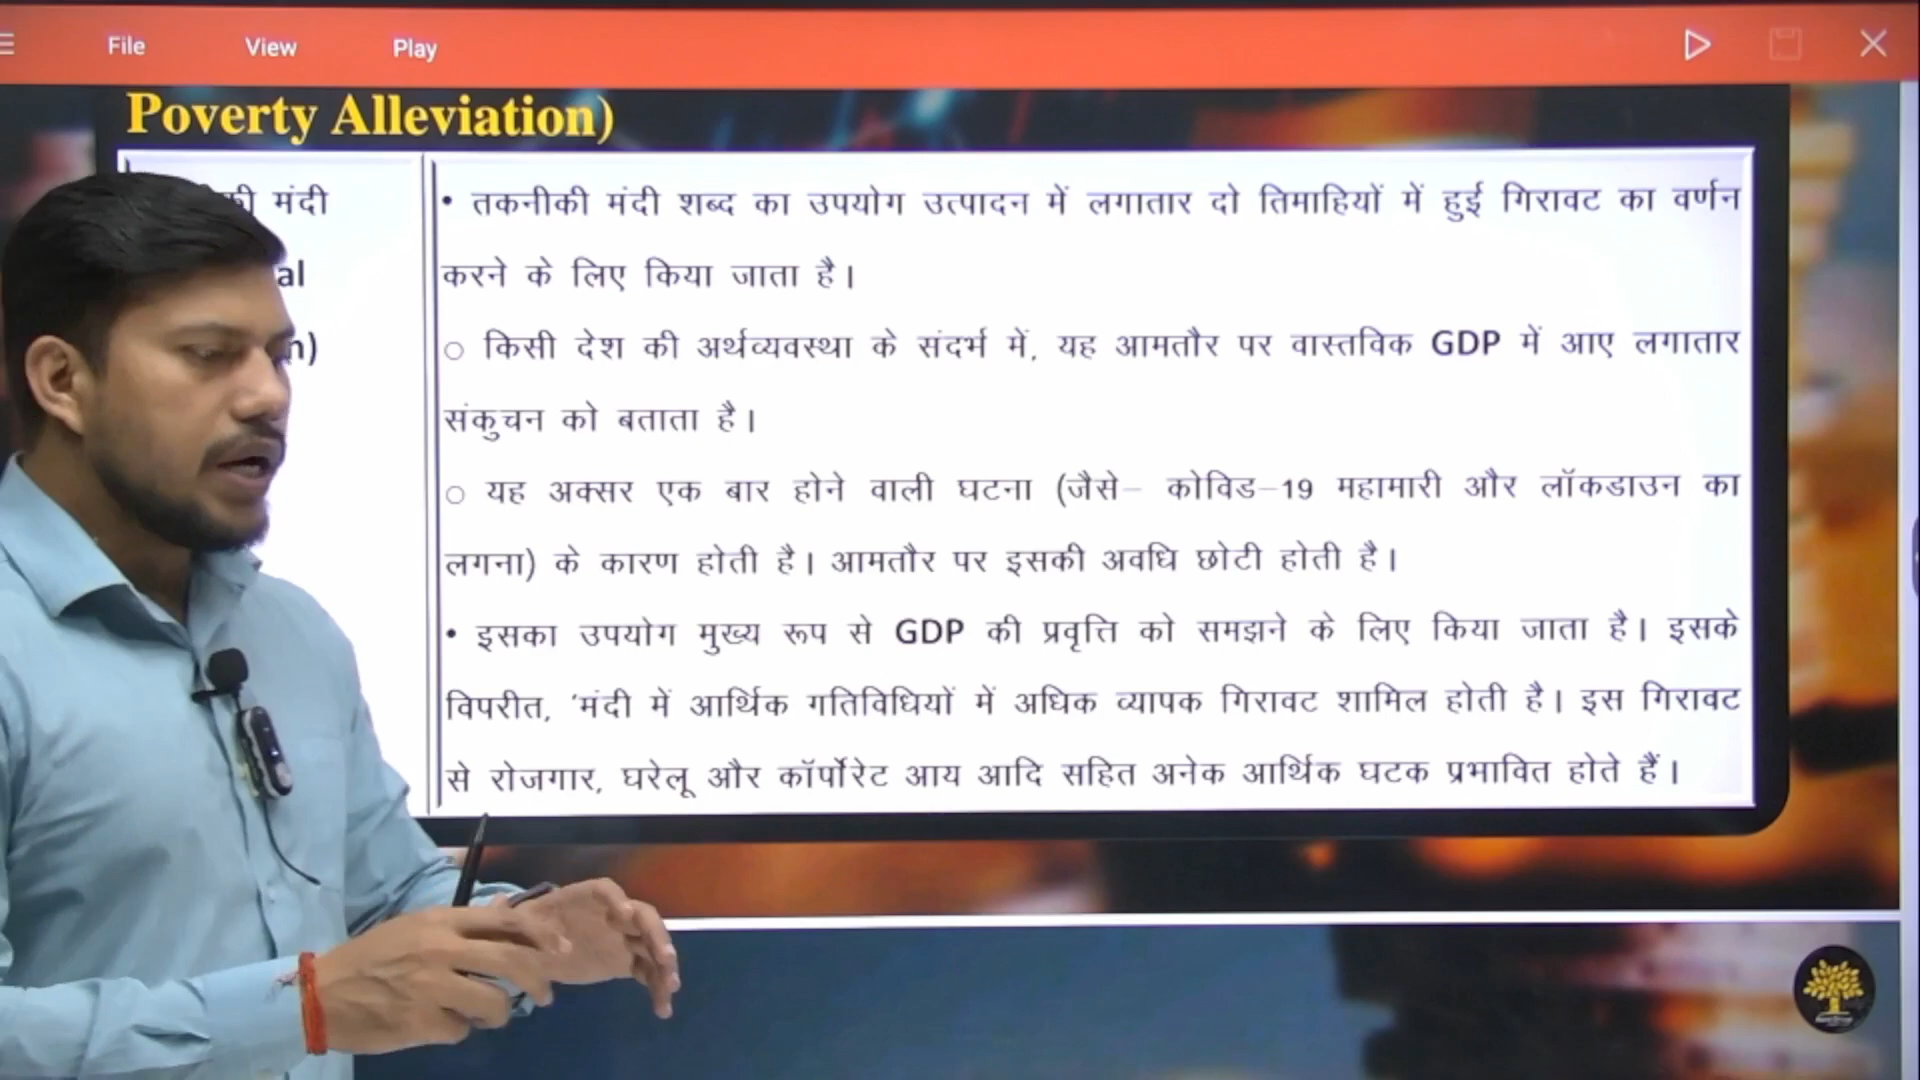 File View Play
Poverty Alleviation)
मंदी
al
n)
• तकनीकी मंदी शब्द का उपयोग उत्पादन में लगातार दो तिमाहियों में हुई गिरावट का वर्णन
करने के लिए किया जाता है।
○ किसी देश की अर्थव्यवस्था के संदर्भ में, यह आमतौर पर वास्तविक GDP में आए लगातार
संकुचन को बताता है।
○ यह अक्सर एक बार होने वाली घटना (जैसे– कोविड–19 महामारी और लॉकडाउन का
लगना) के कारण होती है। आमतौर पर इसकी अवधि छोटी होती है।
• इसका उपयोग मुख्य रूप से GDP की प्रवृत्ति को समझने के लिए किया जाता है। इसके
विपरीत, 'मंदी में आर्थिक गतिविधियों में अधिक व्यापक गिरावट शामिल होती है। इस गिरावट
से रोजगार, घरेलू और कॉर्पोरेट आय आदि सहित अनेक आर्थिक घटक प्रभावित होते हैं।